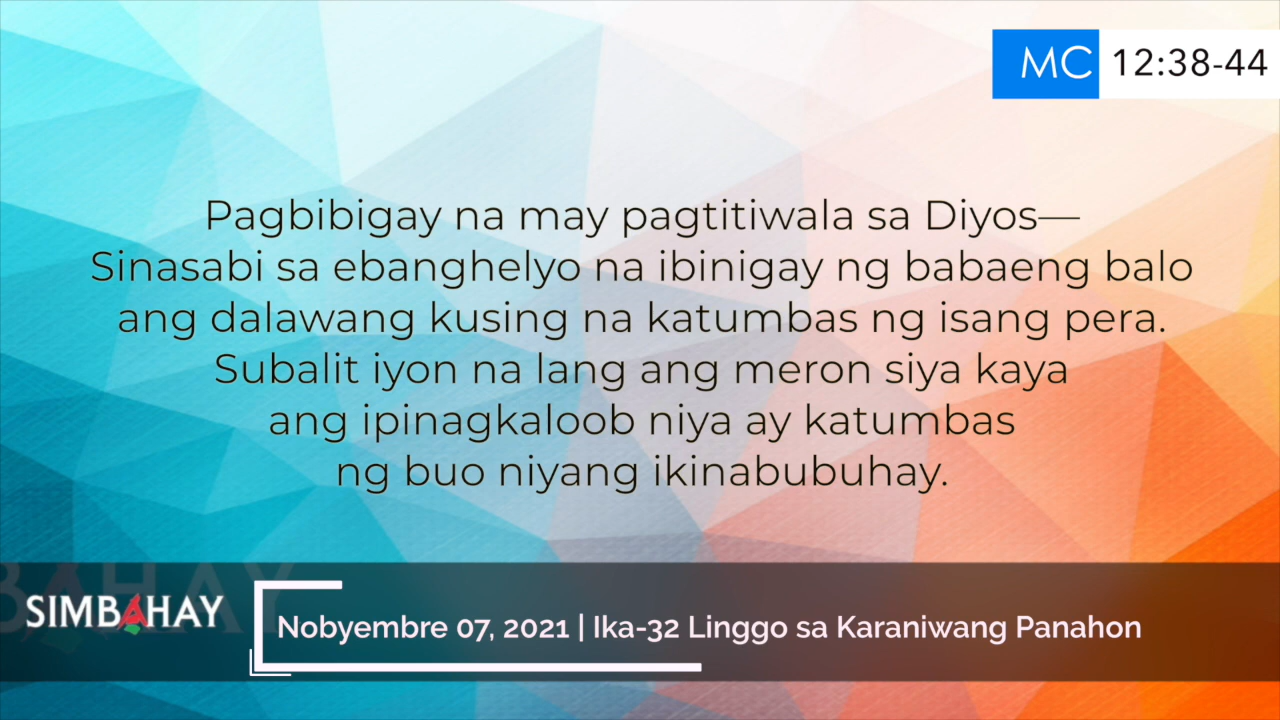 MC 12:38-44
Pagbibigay na may pagtitiwala sa Diyos—
Sinasabi sa ebanghelyo na ibinigay ng babaeng balo
ang dalawang kusing na katumbas ng isang pera.
Subalit iyon na lang ang meron siya kaya
ang ipinagkaloob niya ay katumbas
ng buo niyang ikinabubuhay.
SIMBAHAY
Nobyembre 07, 2021 | Ika-32 Linggo sa Karaniwang Panahon